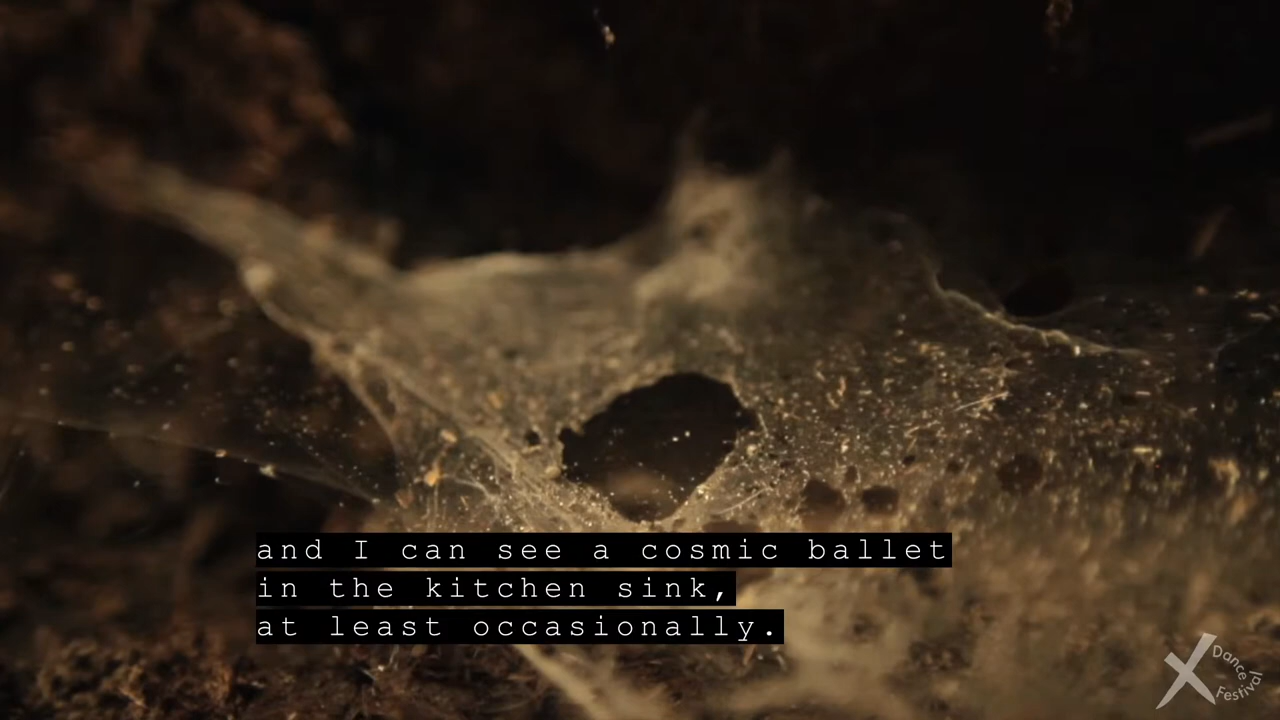 and I can see a cosmic ballet
in the kitchen sink,
at least occasionally.
X Dance
Festival